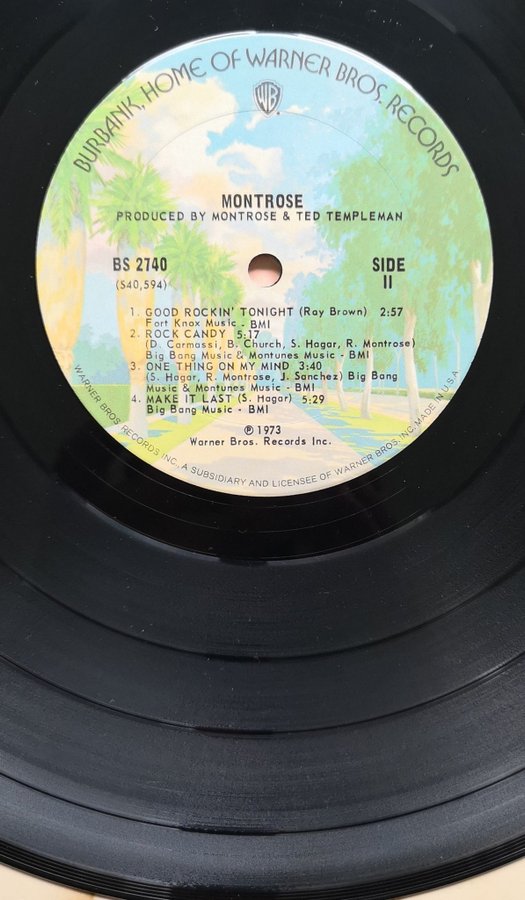 BURBANK, HOME OF WARNER BROS. RECORDS
WB
MONTROSE
PRODUCED BY MONTROSE & TED TEMPLEMAN
BS 2740
(S40,594)
SIDE
II
1. GOOD ROCKIN' TONIGHT (Roy Brown) 2:57
Fort Knox Music - BMI
2. ROCK CANDY 5:17
(D. Carmassi, B. Church, S. Hagar, R. Montrose)
Big Bang Music & Montunes Music - BMI
3. ONE THING ON MY MIND 3:40
(S. Hagar, R. Montrose, J. Sanchez) Big Bang
Music & Montunes Music - BMI
4. MAKE IT LAST (S. Hagar) 5:29
Big Bang Music - BMI
℗ 1973
Warner Bros. Records Inc.
WARNER BROS RECORDS INC., A SUBSIDIARY AND LICENSEE OF WARNER BROS. INC. MADE IN U.S.A.